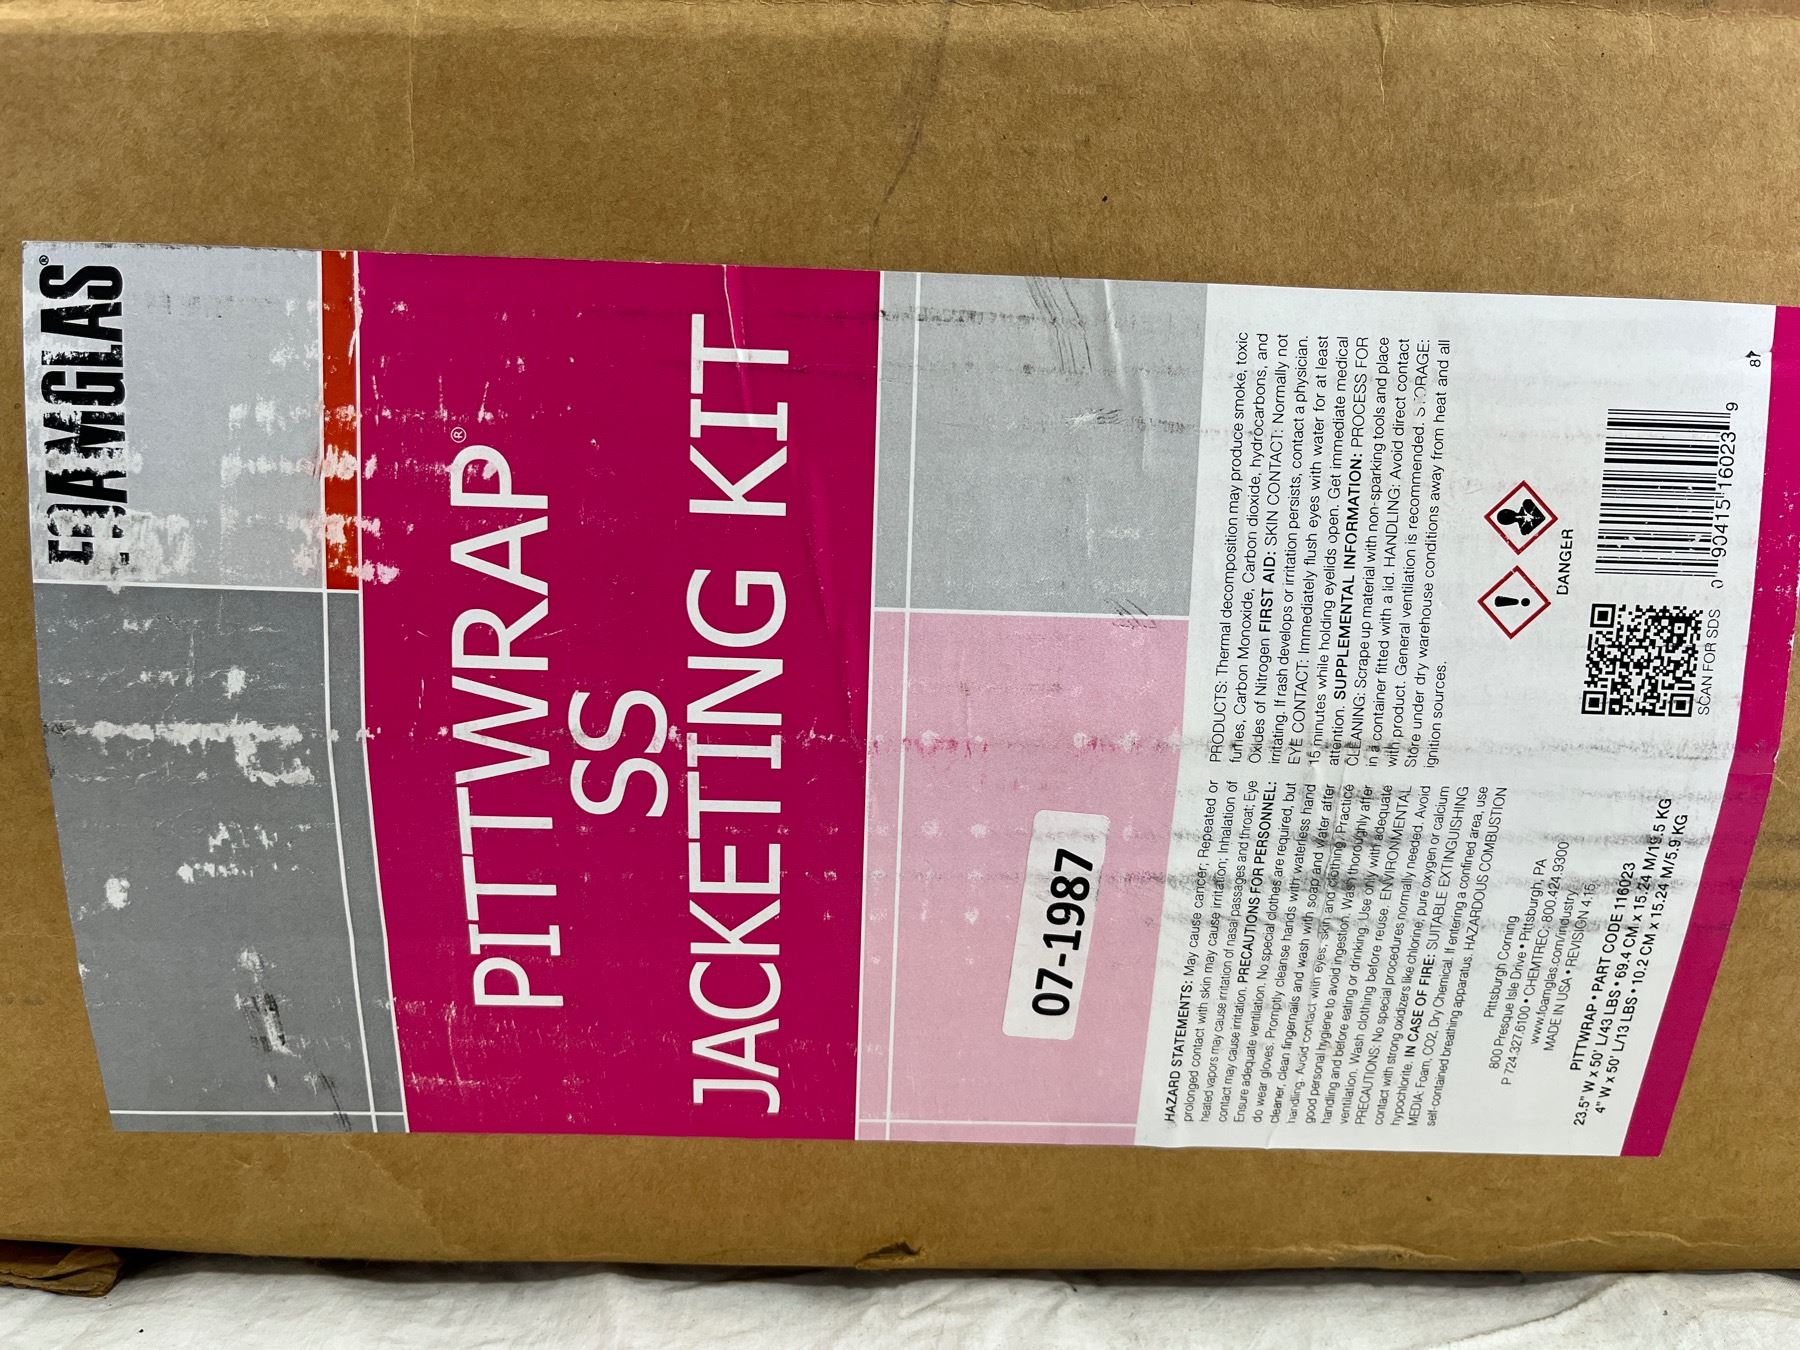 FOAMGLAS®
PITTWRAP®
SS
JACKETING KIT
07-1987
HAZARD STATEMENTS: May cause cancer; Repeated or
prolonged contact with skin may cause irritation; Inhalation of
heated vapors may cause irritation of nasal passages and throat; Eye
contact may cause irritation. PRECAUTIONS FOR PERSONNEL:
Ensure adequate ventilation. No special clothes are required, but
do wear gloves. Promptly cleanse hands with waterless hand
cleaner, clean fingernails and wash with soap and water after
handling. Avoid contact with eyes, skin and clothing. Practice
good personal hygiene to avoid ingestion. Wash thoroughly after
handling and before eating or drinking. Use only with adequate
ventilation. Wash clothing before reuse. ENVIRONMENTAL
PRECAUTIONS: No special procedures normally needed. Avoid
contact with strong oxidizers like chlorine, pure oxygen or calcium
hypochlorite. IN CASE OF FIRE: SUITABLE EXTINGUISHING
MEDIA: Foam, CO2, Dry Chemical. If entering a confined area, use
self-contained breathing apparatus. HAZARDOUS COMBUSTION
PRODUCTS: Thermal decomposition may produce smoke, toxic
fumes, Carbon Monoxide, Carbon dioxide, hydrocarbons, and
Oxides of Nitrogen FIRST AID: SKIN CONTACT: Normally not
irritating. If rash develops or irritation persists, contact a physician.
EYE CONTACT: Immediately flush eyes with water for at least
15 minutes while holding eyelids open. Get immediate medical
attention. SUPPLEMENTAL INFORMATION: PROCESS FOR
CLEANING: Scrape up material with non-sparking tools and place
in a container fitted with a lid. HANDLING: Avoid direct contact
with product. General ventilation is recommended. STORAGE:
Store under dry warehouse conditions away from heat and all
ignition sources.
Pittsburgh Corning
800 Presque Isle Drive • Pittsburgh, PA
P 724.327.6100 • CHEMTREC: 800.424.9300
www.foamglas.com/industry
MADE IN USA • REVISION 4.16
PITTWRAP • PART CODE 116023
23.5" W x 50' L/43 LBS • 69.4 CM x 15.24 M/19.5 KG
4" W x 50' L/13 LBS • 10.2 CM x 15.24 M/5.9 KG
DANGER
SCAN FOR SDS
0 90415 16023 9